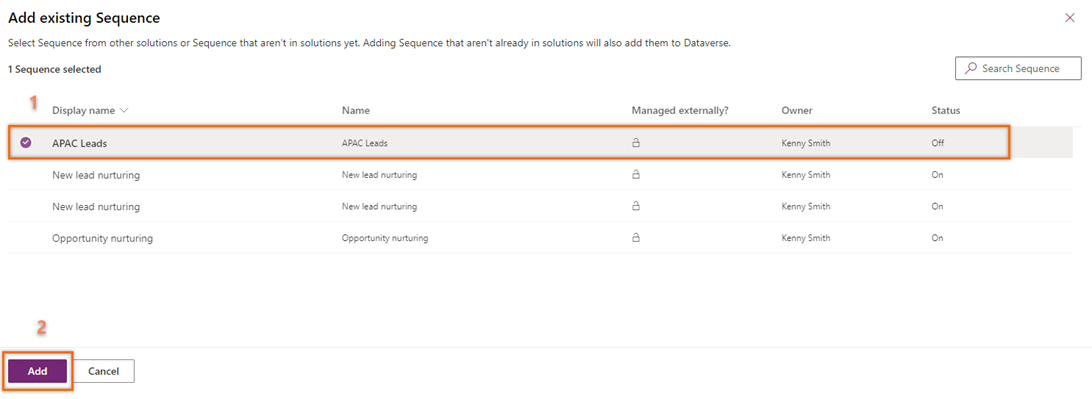 Add existing Sequence
Select Sequence from other solutions or Sequence that aren't in solutions yet. Adding Sequence that aren't already in solutions will also add them to Dataverse.
1 Sequence selected
Search Sequence
1
Display name Name Managed externally? Owner Status
APAC Leads APAC Leads Kenny Smith Off
New lead nurturing New lead nurturing Kenny Smith On
New lead nurturing New lead nurturing Kenny Smith On
Opportunity nurturing Opportunity nurturing Kenny Smith On
2
Add Cancel